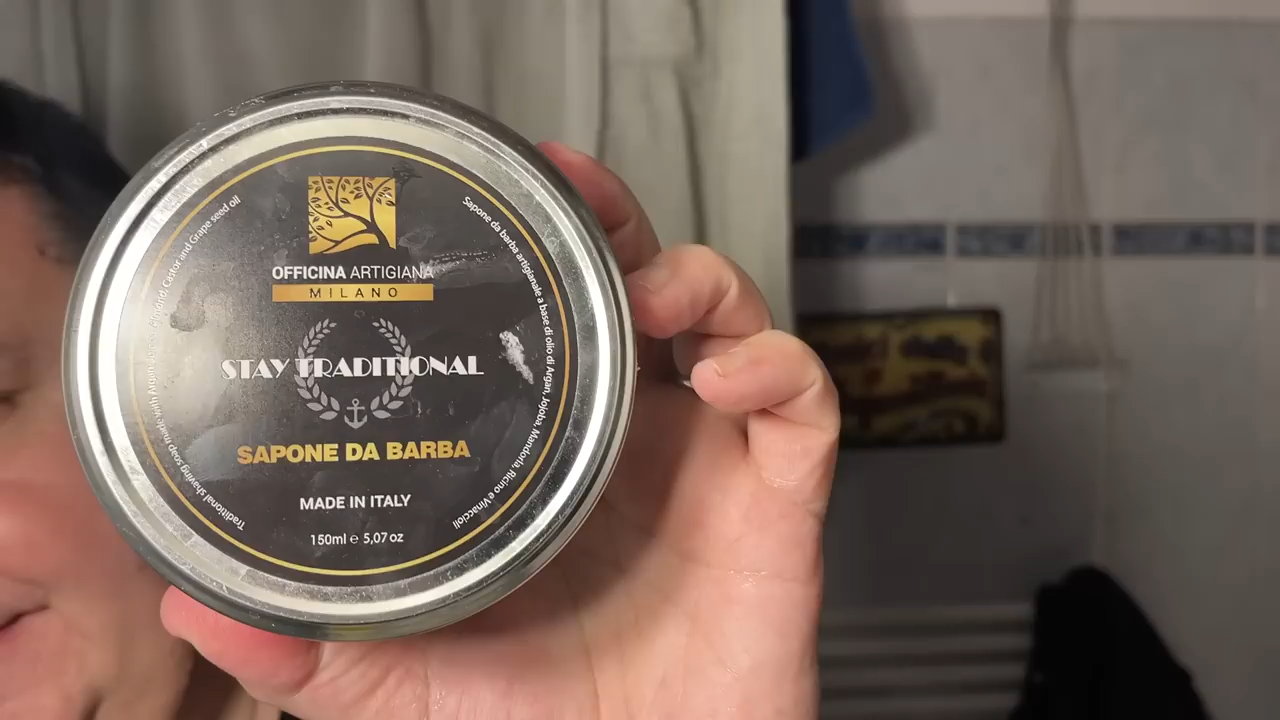 OFFICINA ARTIGIANA
MILANO
STAY TRADITIONAL
SAPONE DA BARBA
MADE IN ITALY
150ml ℮ 5,07 oz
Traditional shaving soap made with Argan, Jojoba, Almond, Castor and Grape seed oil
Sapone da barba artigianale a base di olio di Argan, Jojoba, Mandorla, Ricino e Vinaccioli